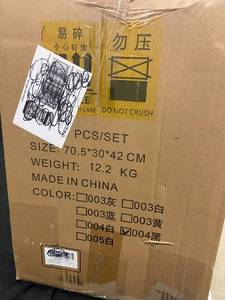 易碎 勿压
小心轻放
DO NOT CRUSH
PCS/SET
SIZE: 70.5*30*42 CM
WEIGHT: 12.2 KG
MADE IN CHINA
COLOR: □003灰 □003白
□003蓝 □003黄
□004白 ☑004黑
□005白